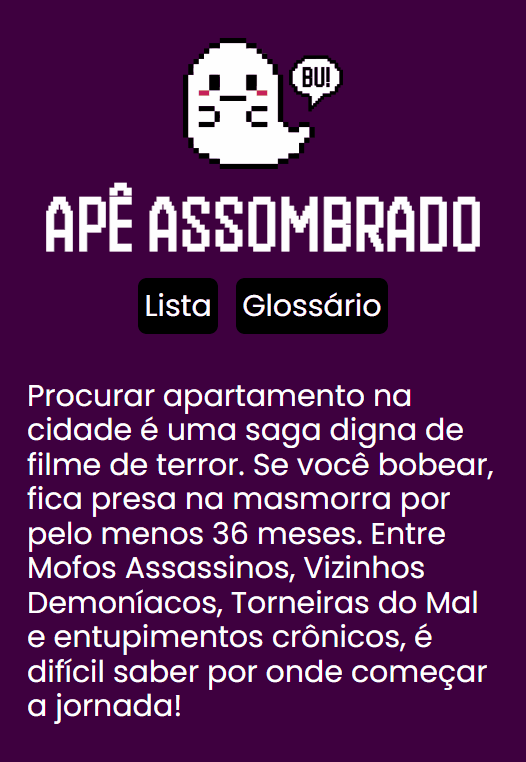 BU!
APÊ ASSOMBRADO
Lista Glossário
Procurar apartamento na
cidade é uma saga digna de
filme de terror. Se você bobear,
fica presa na masmorra por
pelo menos 36 meses. Entre
Mofos Assassinos, Vizinhos
Demoníacos, Torneiras do Mal
e entupimentos crônicos, é
difícil saber por onde começar
a jornada!